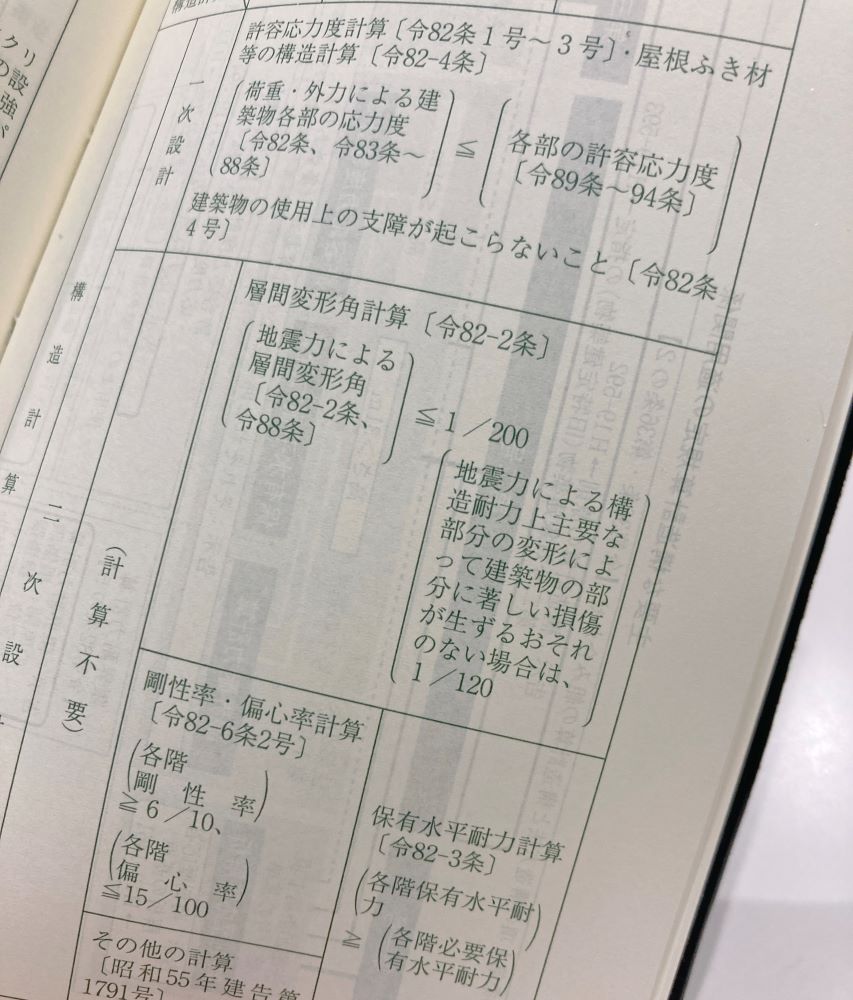 クリ
の設
強
パ
構造計
許容応力度計算〔令82条1号～3号〕・屋根ふき材
等の構造計算〔令82-4条〕
一次設計
荷重・外力による建
築物各部の応力度
〔令82条、令83条～
88条〕
≦
各部の許容応力度
〔令89条～94条〕
建築物の使用上の支障が起こらないこと〔令82条
4号〕
構造計算
二次設
(計算不要)
層間変形角計算〔令82-2条〕
地震力による
層間変形角
〔令82-2条、
令88条〕
≦1／200
地震力による構
造耐力上主要な
部分の変形によ
って建築物の部
分に著しい損傷
が生ずるおそれ
のない場合は、
1／120
剛性率・偏心率計算
〔令82-6条2号〕
(各階
剛性率)
≧6／10、
(各階
偏心率)
≦15／100
その他の計算
〔昭和55年建告第
1791号〕
保有水平耐力計算
〔令82-3条〕
(各階保有水平耐
力)
≧
(各階必要保
有水平耐力)